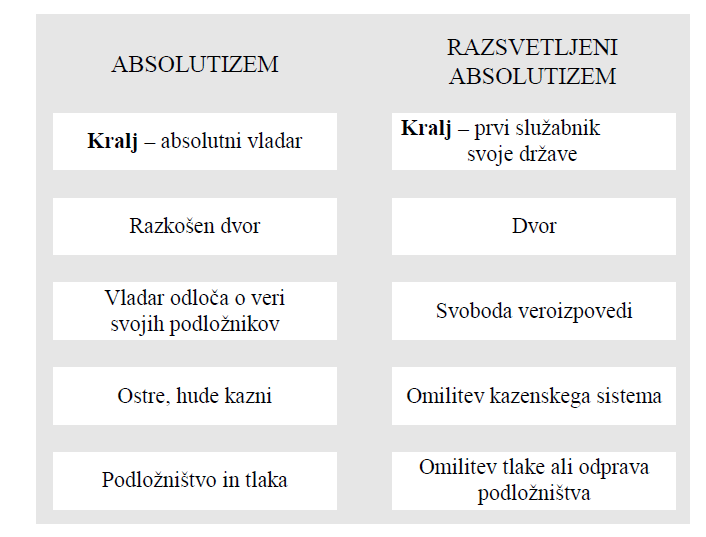 ABSOLUTIZEM
RAZSVETLJENI
ABSOLUTIZEM
Kralj – absolutni vladar
Kralj – prvi služabnik
svoje države
Razkošen dvor
Dvor
Vladar odloča o veri
svojih podložnikov
Svoboda veroizpovedi
Ostre, hude kazni
Omilitev kazenskega sistema
Podložništvo in tlaka
Omilitev tlake ali odprava
podložništva